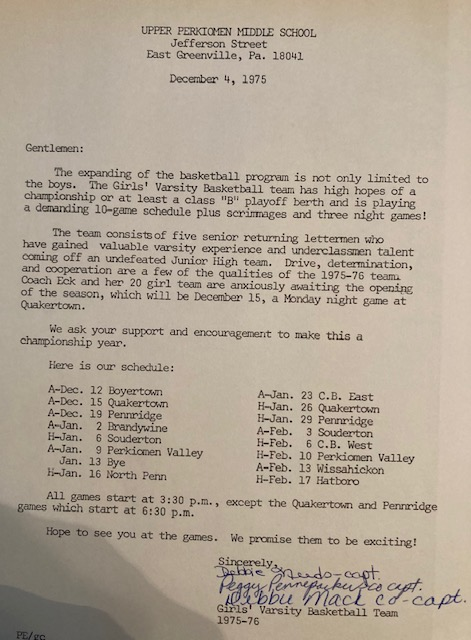 UPPER PERKIOMEN MIDDLE SCHOOL
Jefferson Street
East Greenville, Pa. 18041
December 4, 1975
Gentlemen:
The expanding of the basketball program is not only limited to
the boys. The Girls' Varsity Basketball team has high hopes of a
championship or at least a class "B" playoff berth and is playing
a demanding 10-game schedule plus scrimmages and three night games!
The team consists of five senior returning lettermen who
have gained valuable varsity experience and underclassmen talent
coming off an undefeated Junior High team. Drive, determination,
and cooperation are a few of the qualities of the 1975-76 team.
Coach Eck and her 20 girl team are anxiously awaiting the opening
of the season, which will be December 15, a Monday night game at
Quakertown.
We ask your support and encouragement to make this a
championship year.
Here is our schedule:
A-Dec. 12 Boyertown
A-Dec. 15 Quakertown
A-Dec. 19 Pennridge
A-Jan. 2 Brandywine
H-Jan. 6 Souderton
A-Jan. 9 Perkiomen Valley
Jan. 13 Bye
H-Jan. 16 North Penn
A-Jan. 23 C.B. East
H-Jan. 26 Quakertown
H-Jan. 29 Pennridge
A-Feb. 3 Souderton
H-Feb. 6 C.B. West
H-Feb. 10 Perkiomen Valley
A-Feb. 13 Wissahickon
H-Feb. 17 Hatboro
All games start at 3:30 p.m., except the Quakertown and Pennridge
games which start at 6:30 p.m.
Hope to see you at the games. We promise them to be exciting!
Sincerely,
Debbie -capt.
Peggy Pennepacker co capt.
Debbie Mack co-capt.
Girls' Varsity Basketball Team
1975-76
PE/gc